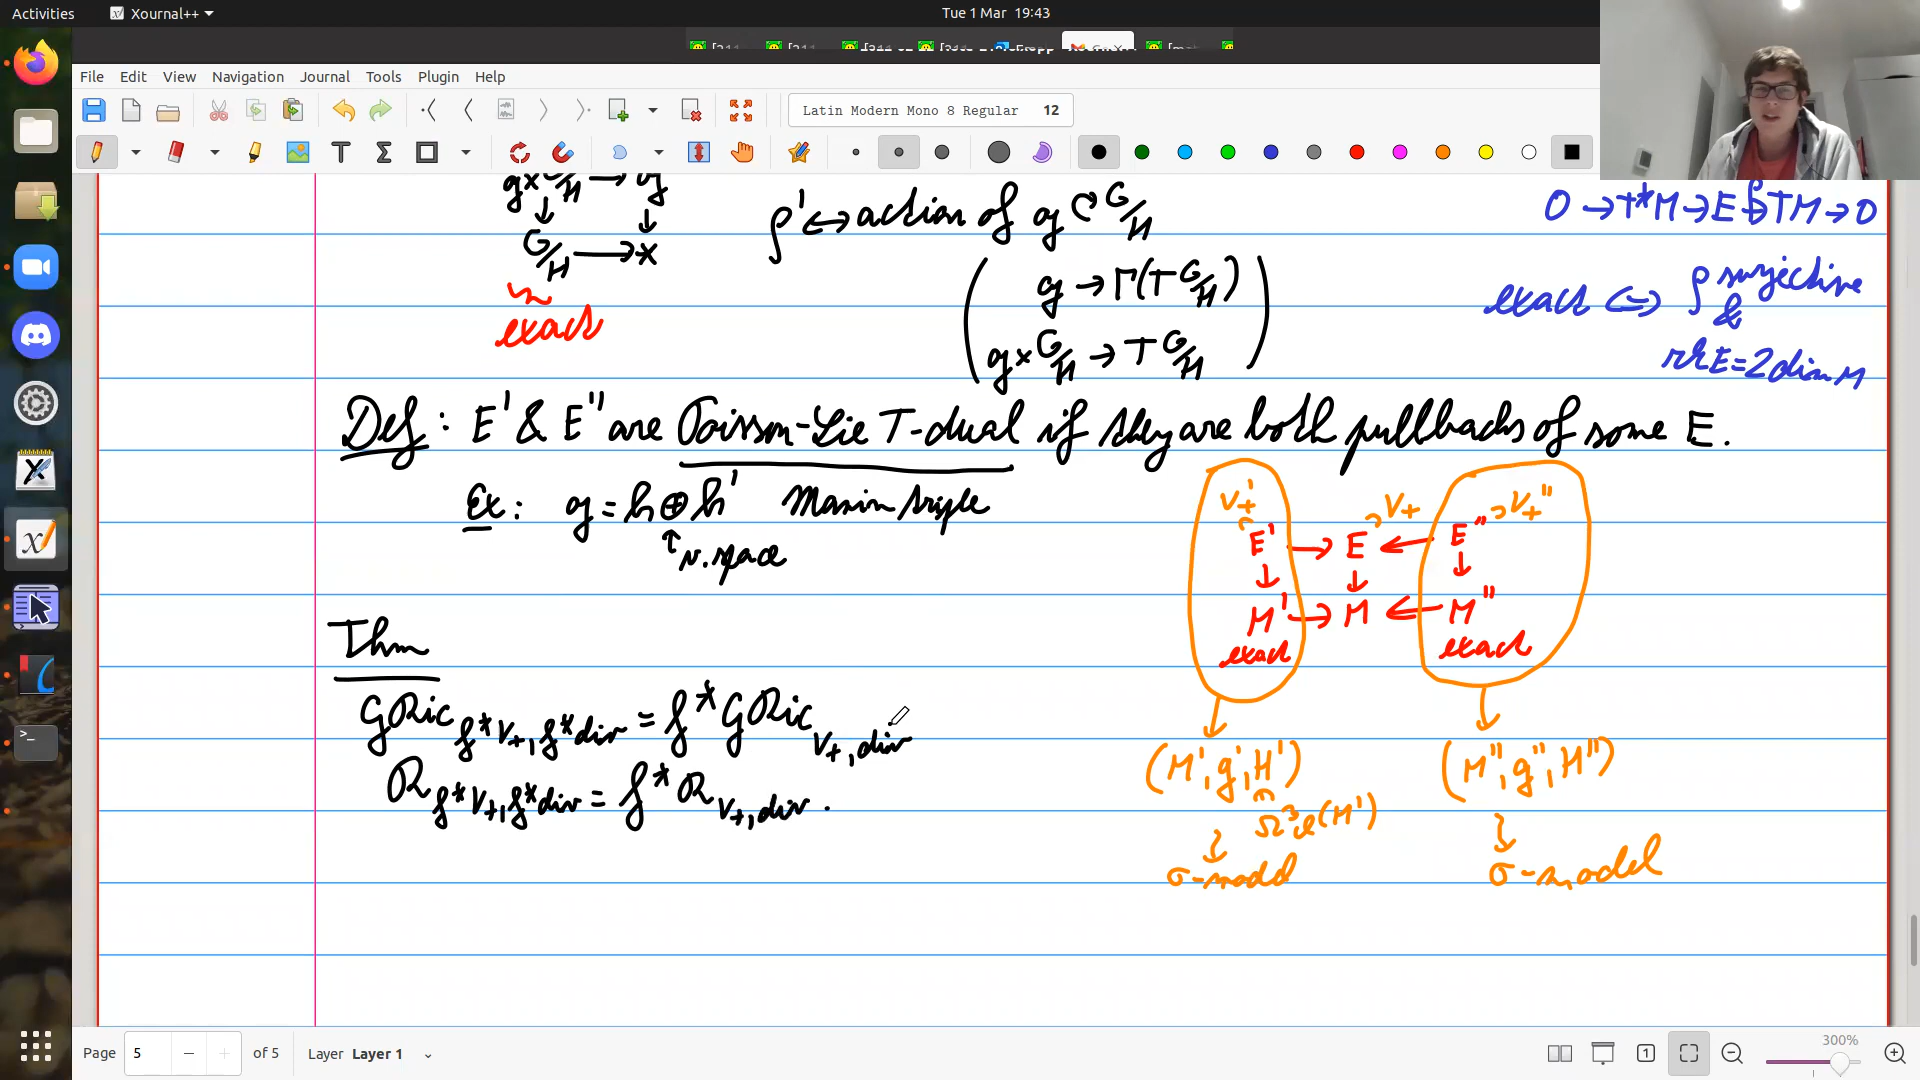 Activities
Xournal++
Tue 1 Mar 19:43
File Edit View Navigation Journal Tools Plugin Help
Latin Modern Mono 8 Regular 12
g × G/H → g
↓ ↓
G/H → *
exact
ρ' ↔ action of g ↻ G/H
g → Γ(T G/H)
g × G/H → T G/H
0 → T*M → E →ρ TM → 0
exact ⇔ ρ surjective
&
rk E = 2 dim M
Def: E' & E'' are Poisson-Lie T-dual if they are both pullbacks of some E.
Ex: g = h ⊕ h' Manin triple
↑
v. space
V₊' V₊ V₊''
E' → E ← E''
↓ ↓ ↓
M' → M ← M''
exact exact
Thm
GRic f*V₊, f*div = f* GRic V₊, div
R f*V₊, f*div = f* R V₊, div.
(M', g', H') (M'', g'', H'')
Ω³cl(M')
σ-model σ-model
Page 5 of 5 Layer Layer 1
300%